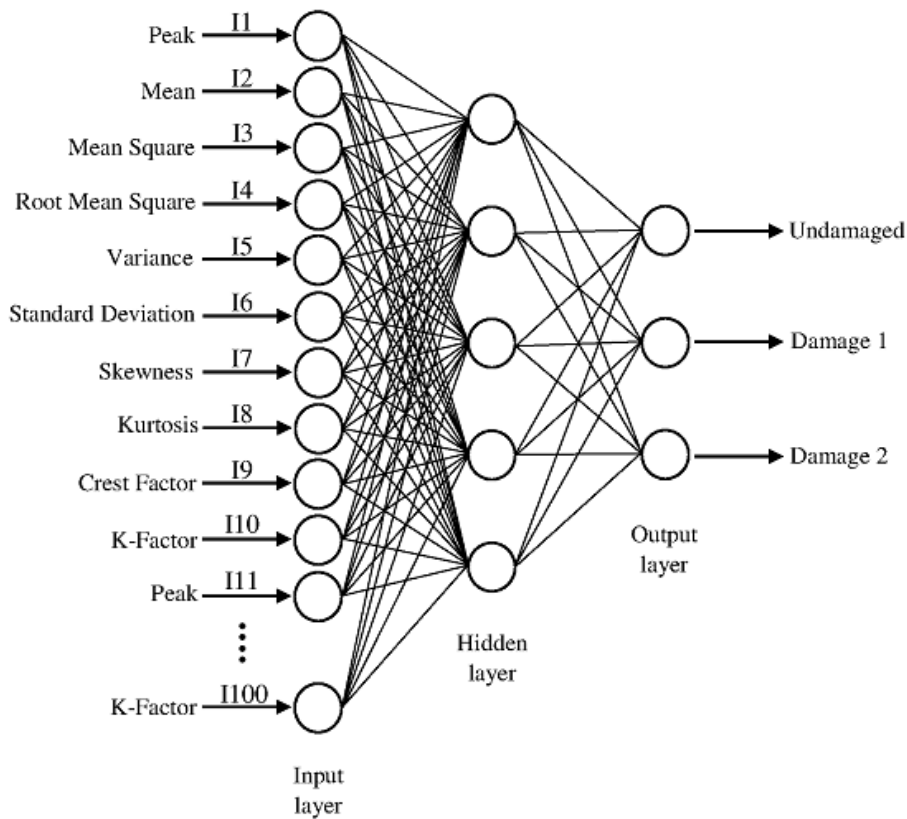 Peak I1
Mean I2
Mean Square I3
Root Mean Square I4
Variance I5
Undamaged
Standard Deviation I6
Damage 1
Skewness I7
Kurtosis I8
Damage 2
Crest Factor I9
K-Factor I10
Output
layer
Peak I11
Hidden
layer
K-Factor I100
Input
layer